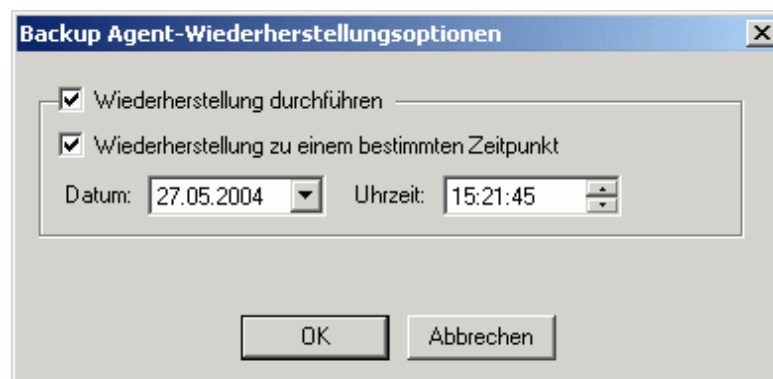 Backup Agent-Wiederherstellungsoptionen
Wiederherstellung durchführen
Wiederherstellung zu einem bestimmten Zeitpunkt
Datum: 27.05.2004 Uhrzeit: 15:21:45
OK Abbrechen